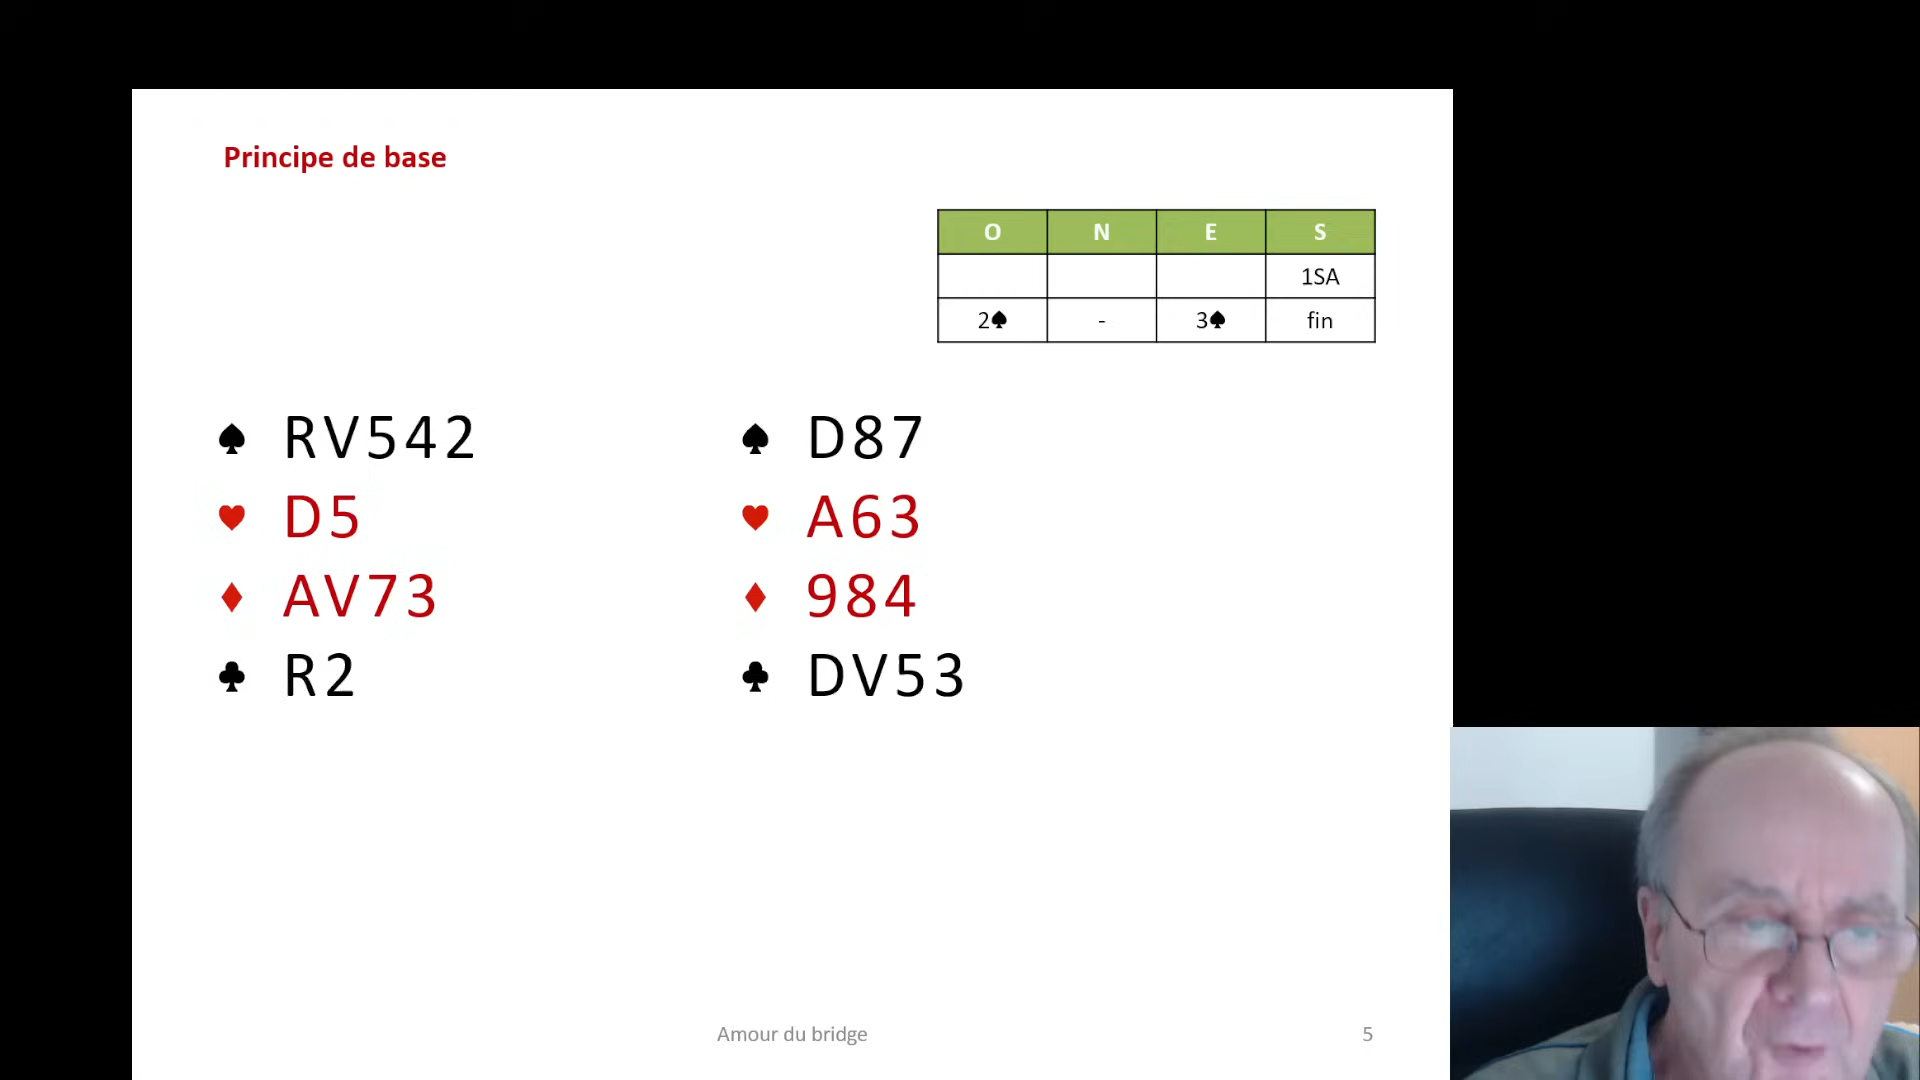 Principe de base
O N E S
1SA
2♠ - 3♠ fin
♠ RV542 ♠ D87
♥ D5 ♥ A63
♦ AV73 ♦ 984
♣ R2 ♣ DV53
Amour du bridge 5